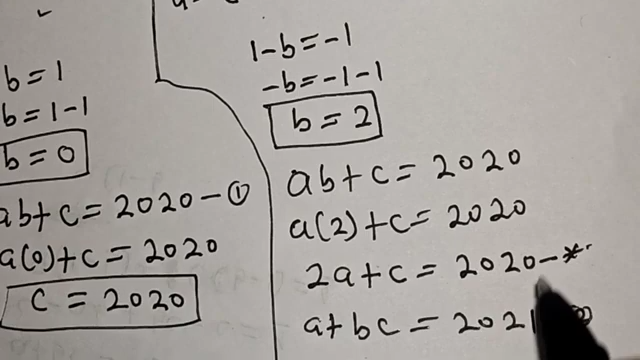 b = 1
b = 1 - 1
b = 0
ab + c = 2020 - ①
a(0) + c = 2020
c = 2020
1 - b = -1
-b = -1 - 1
b = 2
ab + c = 2020
a(2) + c = 2020
2a + c = 2020 - *
a + bc = 2021